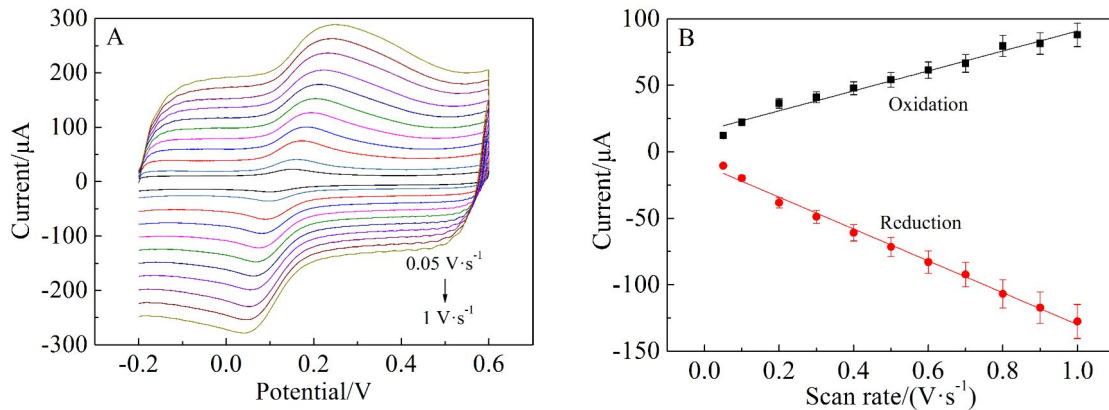 A
300
200
100
0
-100
-200
-300
Current/μA
-0.2
0.0
0.2
0.4
0.6
Potential/V
0.05 V·s⁻¹
1 V·s⁻¹
B
100
50
0
-50
-100
-150
Current/μA
Oxidation
Reduction
0.0
0.2
0.4
0.6
0.8
1.0
Scan rate/(V·s⁻¹)